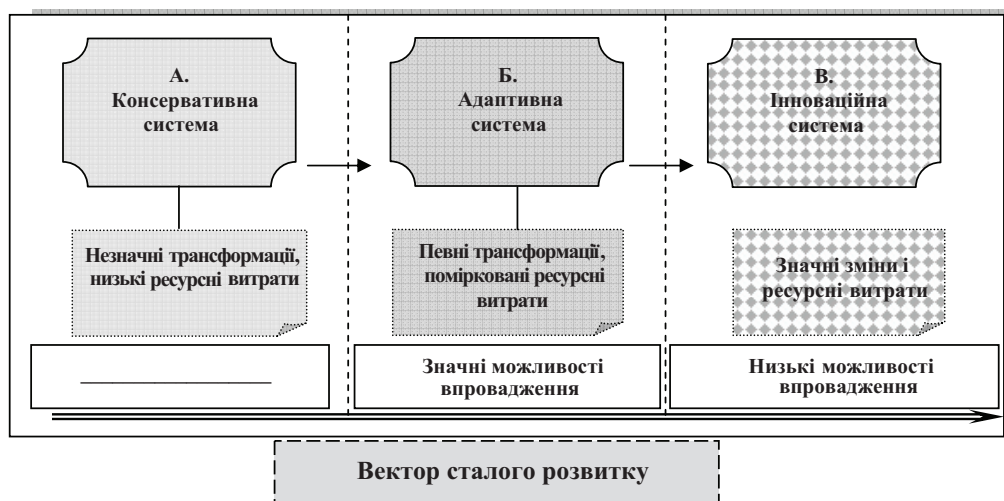 А.
Консервативна
система
Б.
Адаптивна
система
В.
Інноваційна
система
Незначні трансформації,
низькі ресурсні витрати
Певні трансформації,
помірковані ресурсні
витрати
Значні зміни і
ресурсні витрати
Значні можливості
впровадження
Низькі можливості
впровадження
Вектор сталого розвитку